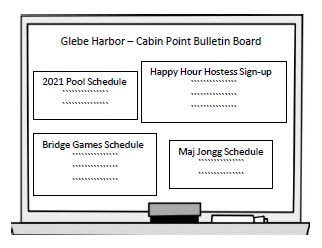 Glebe Harbor – Cabin Point Bulletin Board
2021 Pool Schedule
Happy Hour Hostess Sign-up
Bridge Games Schedule
Maj Jongg Schedule